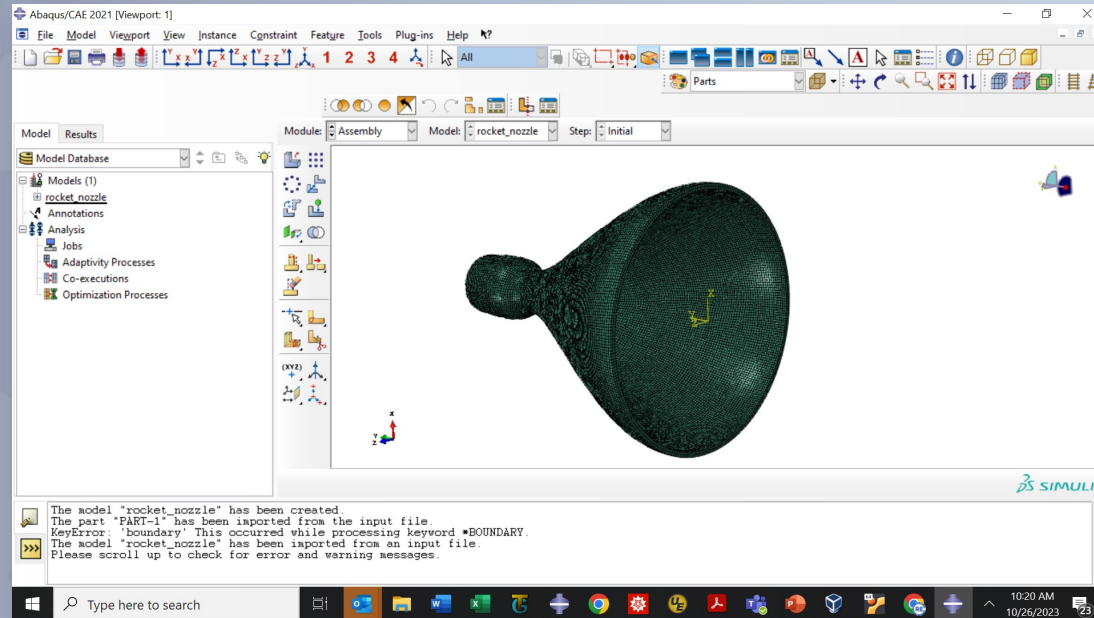 Abaqus/CAE 2021 [Viewport: 1]
File Model Viewport View Instance Constraint Feature Tools Plug-ins Help
1 2 3 4 All
Parts
Model Results
Module: Assembly Model: rocket_nozzle Step: Initial
Model Database
Models (1)
rocket_nozzle
Annotations
Analysis
Jobs
Adaptivity Processes
Co-executions
Optimization Processes
(XYZ)
X
Y
Z
X
Y
Z
SIMULI
The model "rocket_nozzle" has been created.
The part "PART-1" has been imported from the input file.
KeyError: 'boundary' This occurred while processing keyword *BOUNDARY.
The model "rocket_nozzle" has been imported from an input file.
Please scroll up to check for error and warning messages.
>>>
Type here to search
10:20 AM
10/26/2023
23